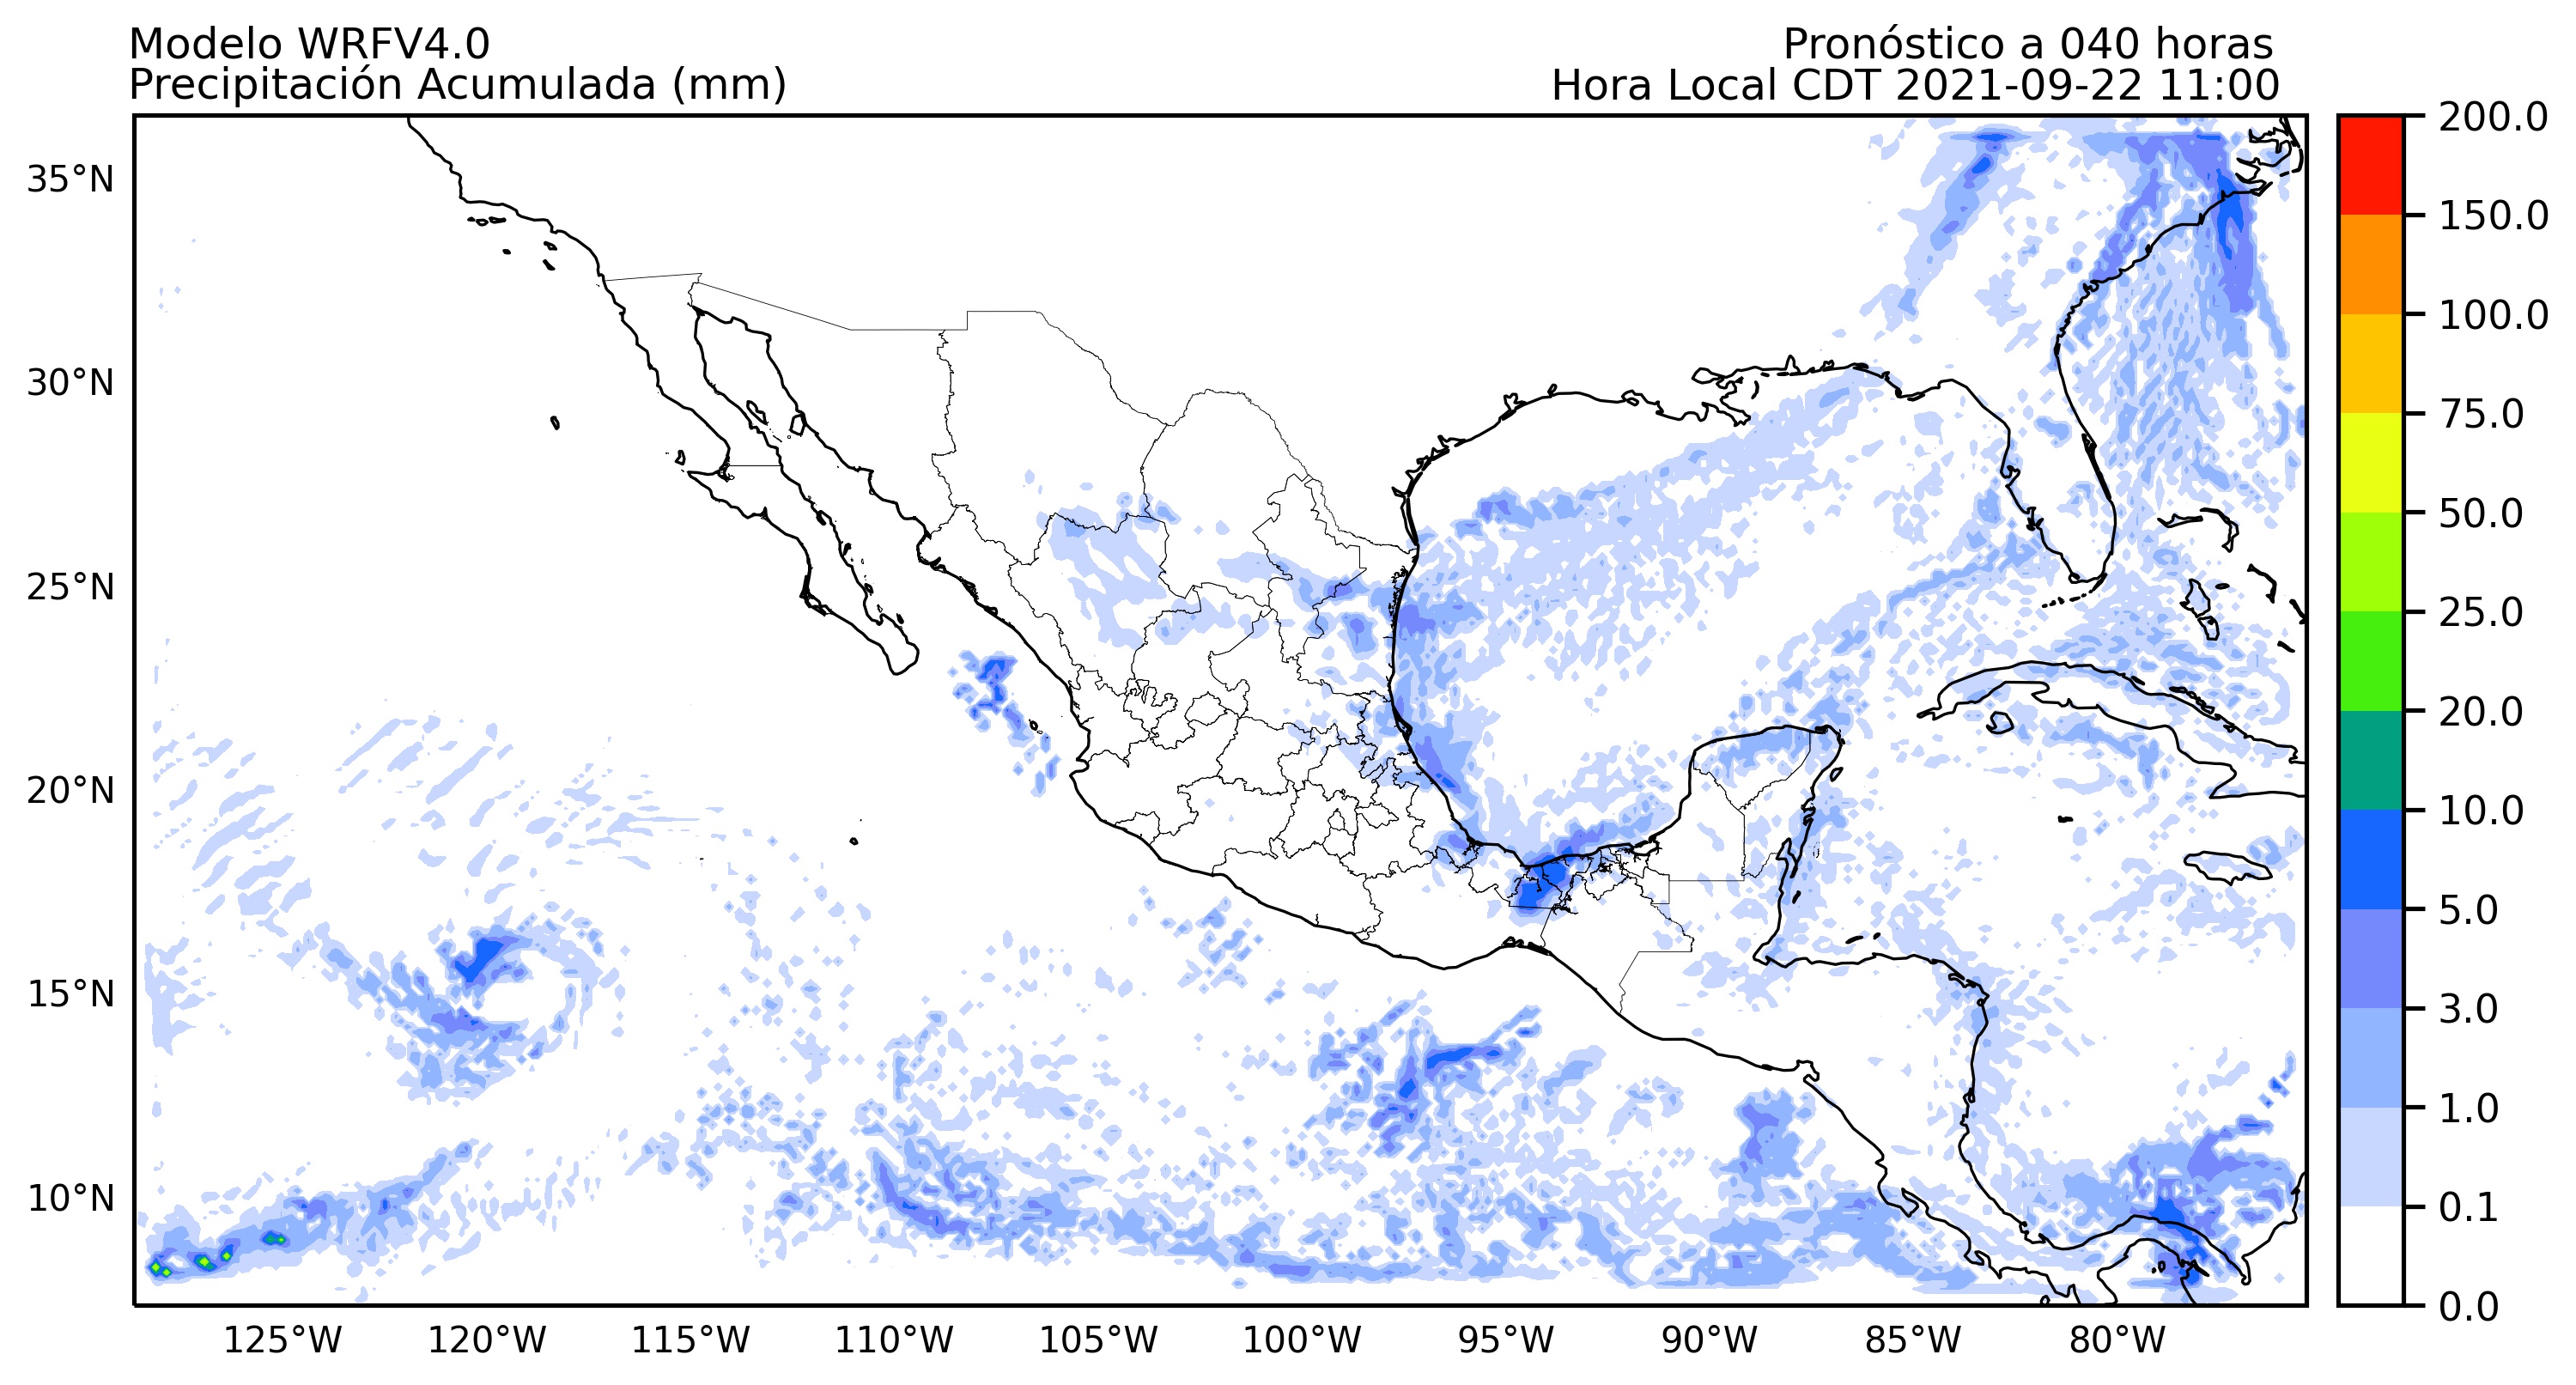 Modelo WRFV4.0
Precipitación Acumulada (mm)
Pronóstico a 040 horas
Hora Local CDT 2021-09-22 11:00
35°N
30°N
25°N
20°N
15°N
10°N
125°W
120°W
115°W
110°W
105°W
100°W
95°W
90°W
85°W
80°W
200.0
150.0
100.0
75.0
50.0
25.0
20.0
10.0
5.0
3.0
1.0
0.1
0.0